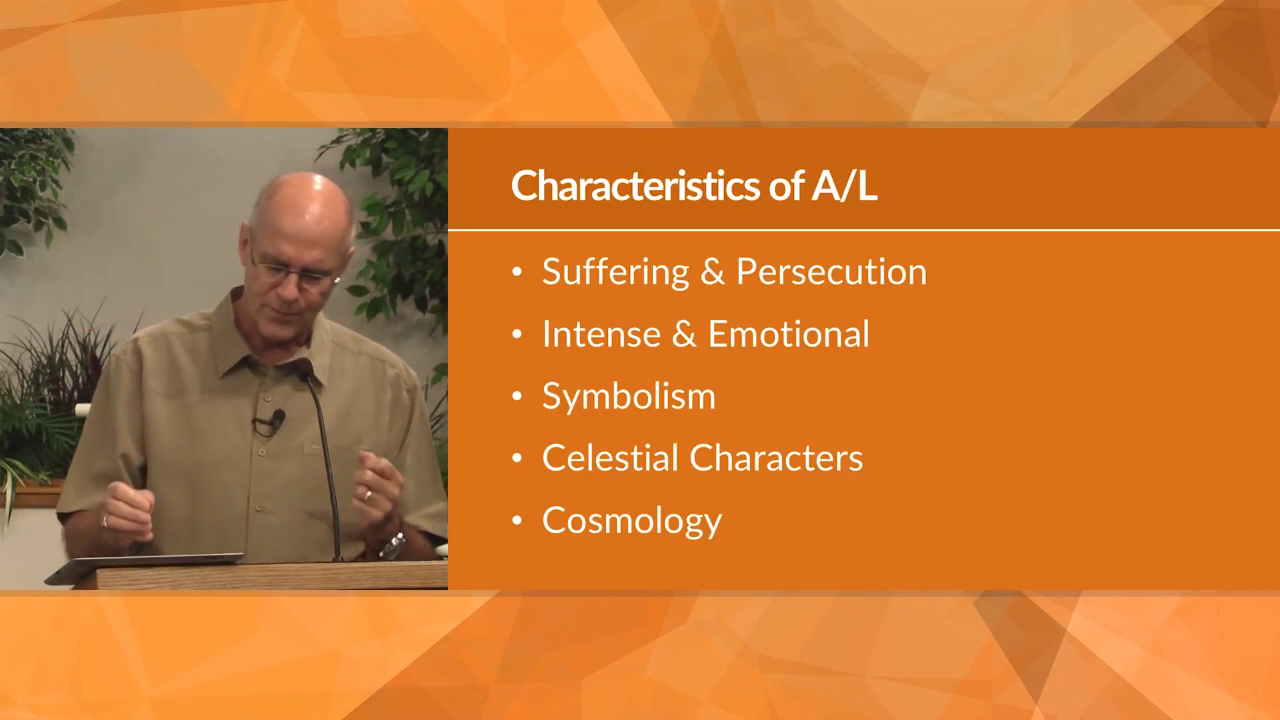 Characteristics of A/L
• Suffering & Persecution
• Intense & Emotional
• Symbolism
• Celestial Characters
• Cosmology